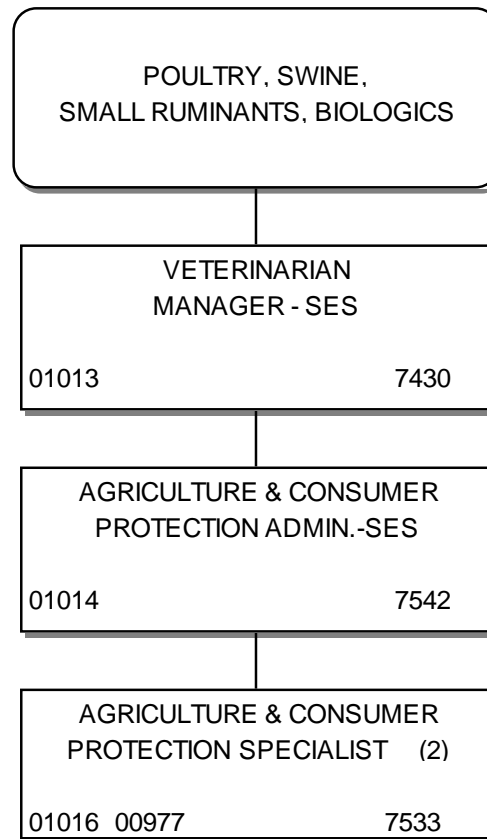 POULTRY, SWINE,
SMALL RUMINANTS, BIOLOGICS
VETERINARIAN
MANAGER - SES
01013 7430
AGRICULTURE & CONSUMER
PROTECTION ADMIN.-SES
01014 7542
AGRICULTURE & CONSUMER
PROTECTION SPECIALIST (2)
01016 00977 7533